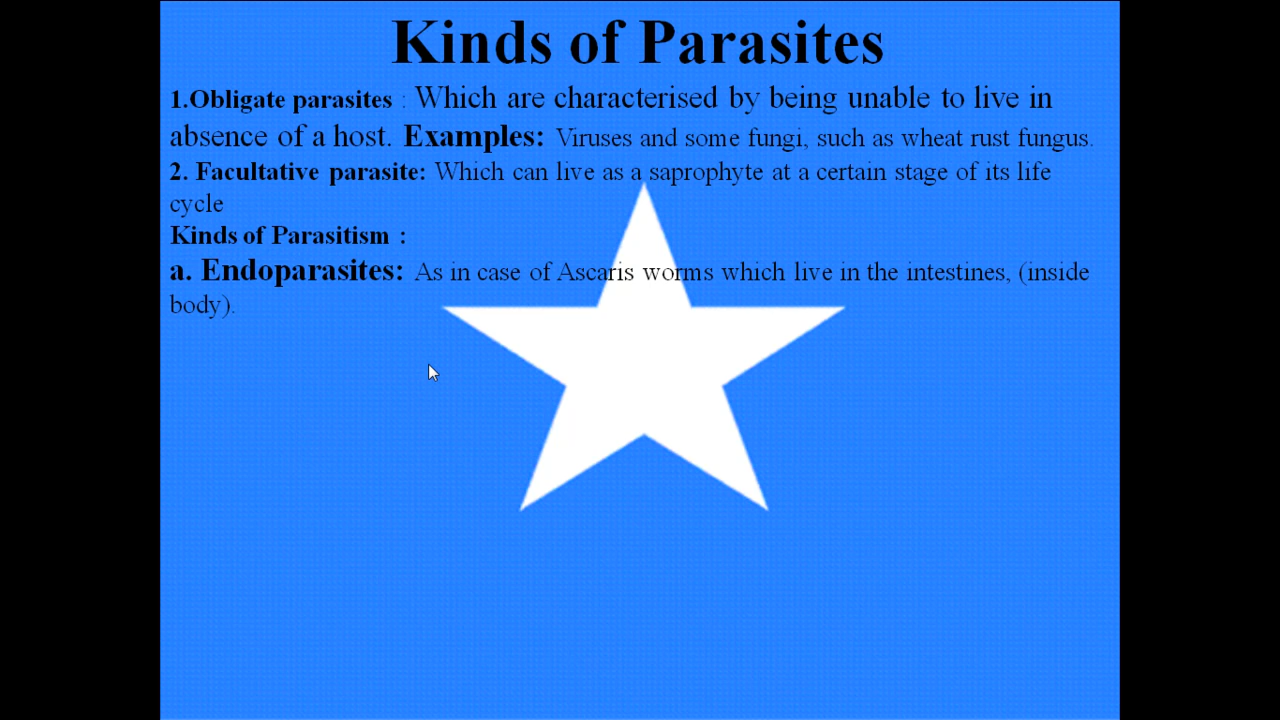 Kinds of Parasites
1.Obligate parasites : Which are characterised by being unable to live in
absence of a host. Examples: Viruses and some fungi, such as wheat rust fungus.
2. Facultative parasite: Which can live as a saprophyte at a certain stage of its life
cycle
Kinds of Parasitism :
a. Endoparasites: As in case of Ascaris worms which live in the intestines, (inside
body).